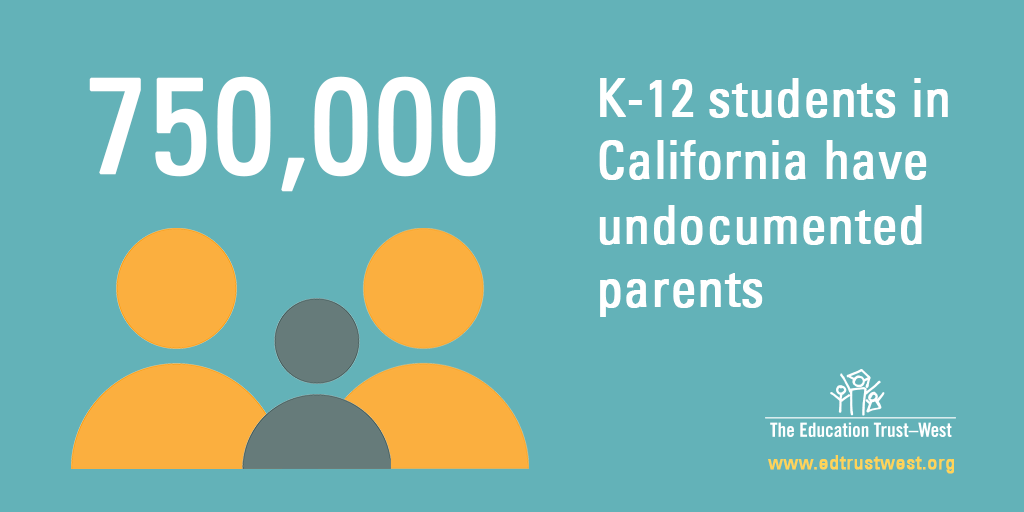 750,000
K-12 students in
California have
undocumented
parents
The Education Trust–West
www.edtrustwest.org